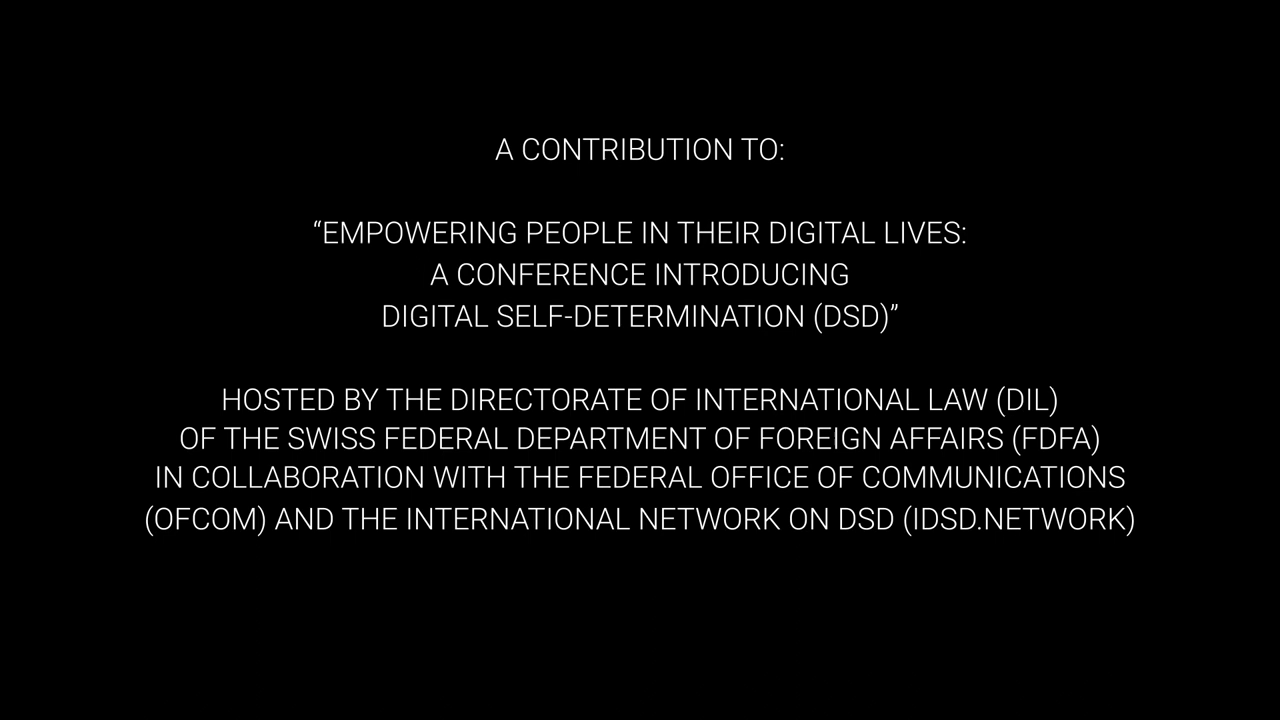 A CONTRIBUTION TO:
“EMPOWERING PEOPLE IN THEIR DIGITAL LIVES:
A CONFERENCE INTRODUCING
DIGITAL SELF-DETERMINATION (DSD)”
HOSTED BY THE DIRECTORATE OF INTERNATIONAL LAW (DIL)
OF THE SWISS FEDERAL DEPARTMENT OF FOREIGN AFFAIRS (FDFA)
IN COLLABORATION WITH THE FEDERAL OFFICE OF COMMUNICATIONS
(OFCOM) AND THE INTERNATIONAL NETWORK ON DSD (IDSD.NETWORK)